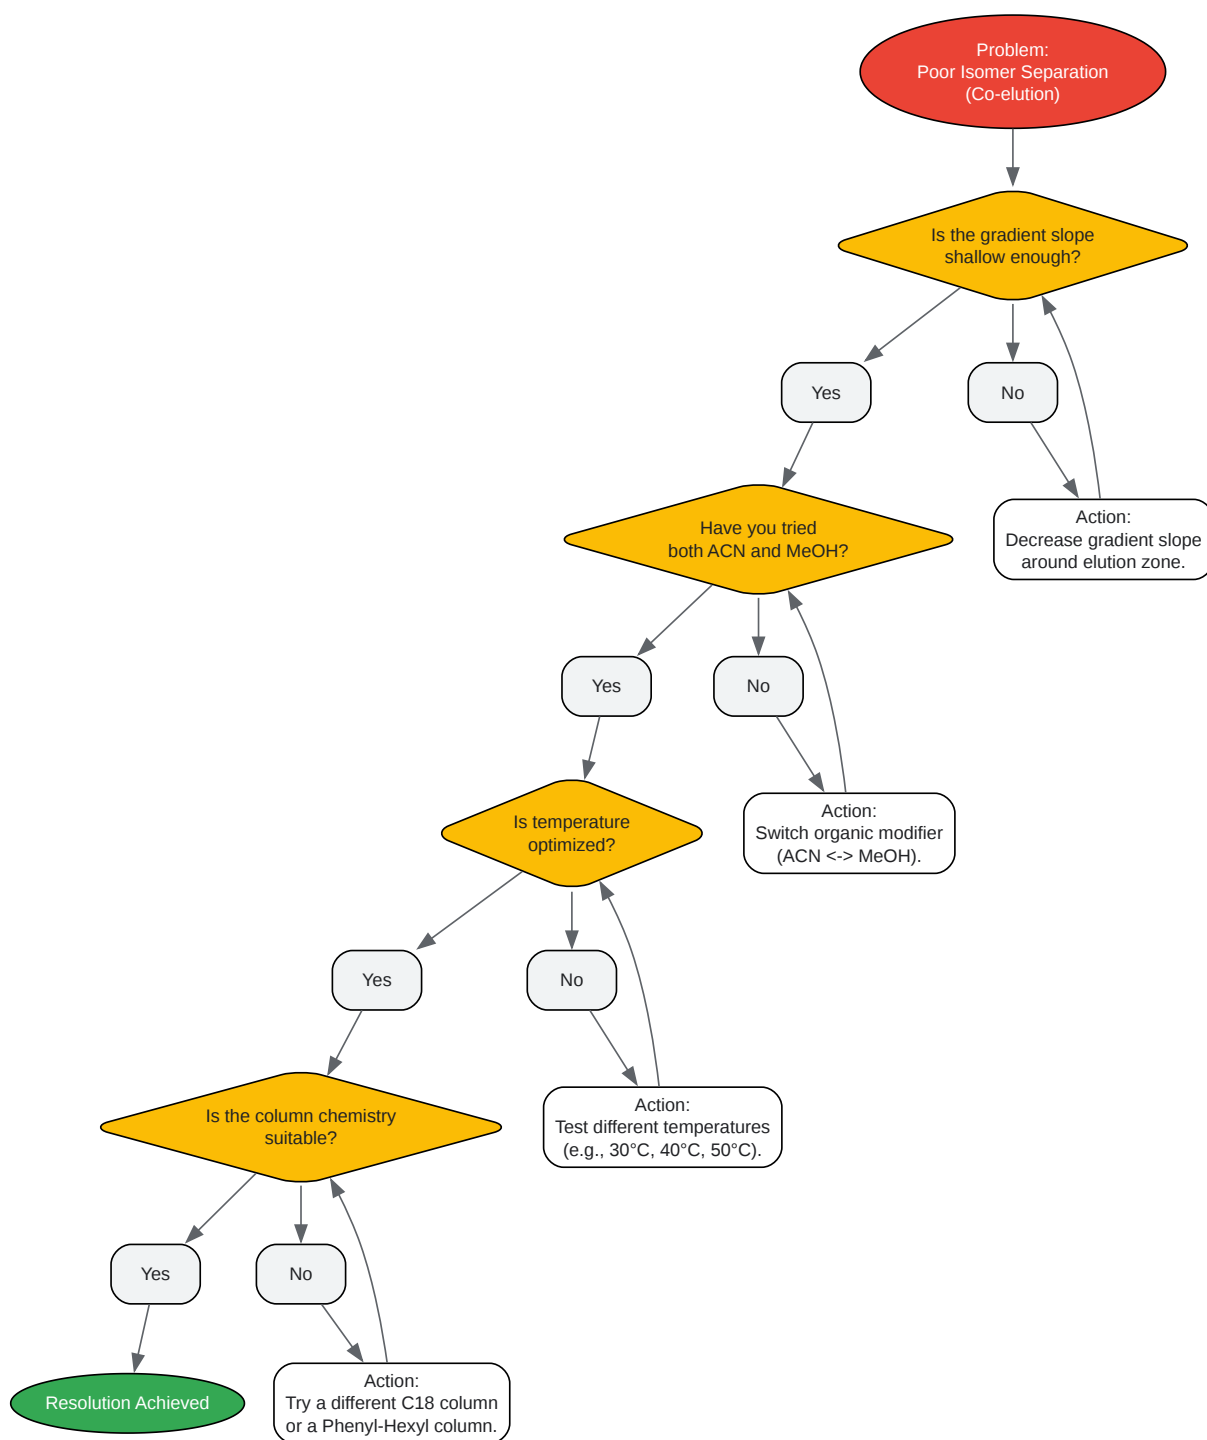 Problem:
Poor Isomer Separation
(Co-elution)
Is the gradient slope
shallow enough?
Yes
No
Action:
Decrease gradient slope
around elution zone.
Have you tried
both ACN and MeOH?
Yes
No
Action:
Switch organic modifier
(ACN <-> MeOH).
Is temperature
optimized?
Yes
No
Action:
Test different temperatures
(e.g., 30°C, 40°C, 50°C).
Is the column chemistry
suitable?
Yes
No
Action:
Try a different C18 column
or a Phenyl-Hexyl column.
Resolution Achieved